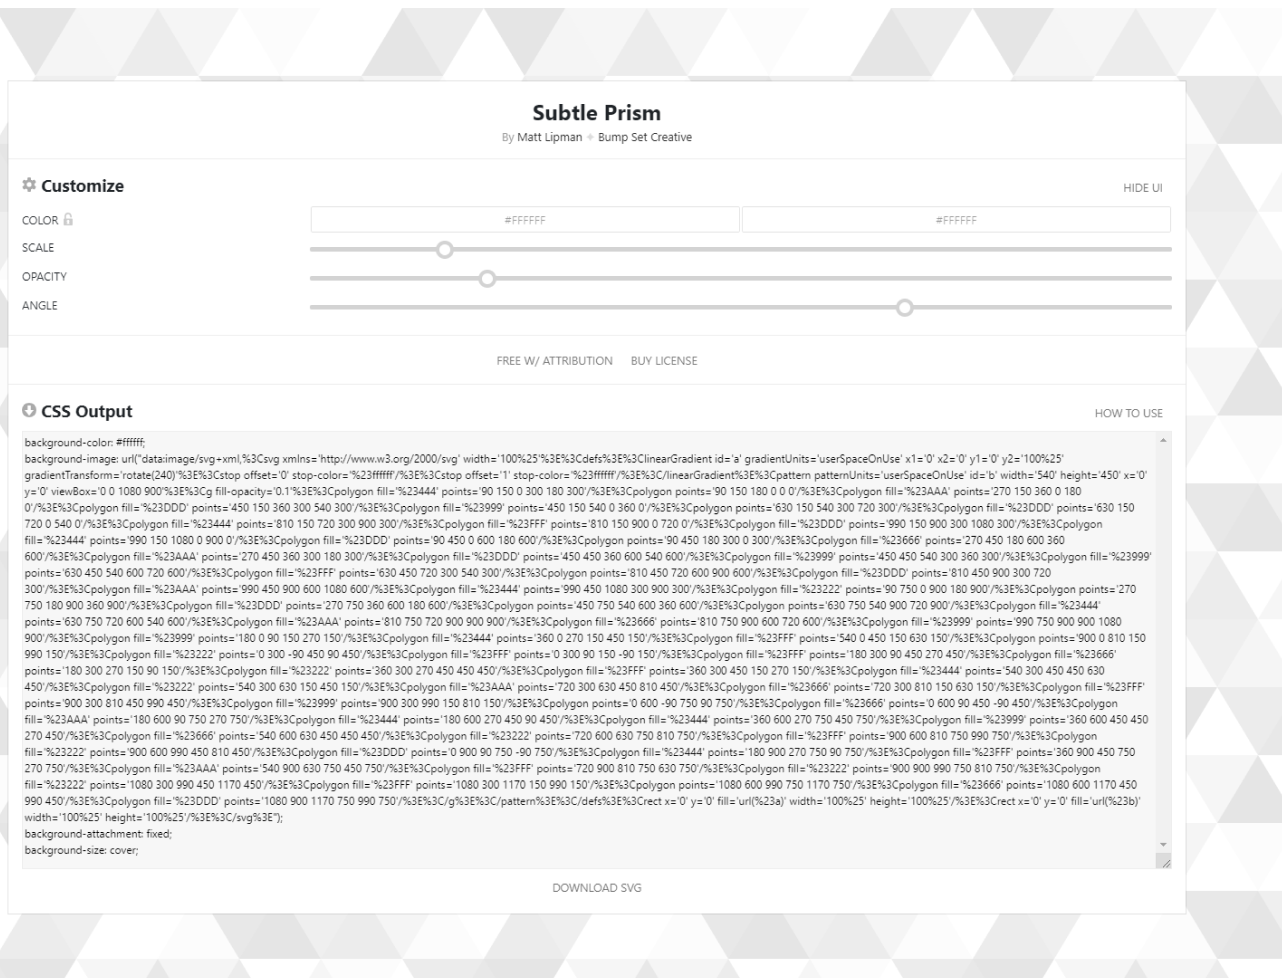 Subtle Prism
By Matt Lipman + Bump Set Creative
Customize
HIDE UI
COLOR
#FFFFFF
#FFFFFF
SCALE
OPACITY
ANGLE
FREE W/ ATTRIBUTION BUY LICENSE
CSS Output
HOW TO USE
background-color: #ffffff;
background-image: url("data:image/svg+xml,%3Csvg xmlns='http://www.w3.org/2000/svg' width='100%25'%3E%3Cdefs%3E%3ClinearGradient id='a' gradientUnits='userSpaceOnUse' x1='0' x2='0' y1='0' y2='100%25'
gradientTransform='rotate(240)'%3E%3Cstop offset='0' stop-color='%23ffffff'/%3E%3Cstop offset='1' stop-color='%23ffffff'/%3E%3C/linearGradient%3E%3Cpattern patternUnits='userSpaceOnUse' id='b' width='540' height='450' x='0'
y='0' viewBox='0 0 1080 900'%3E%3Cg fill-opacity='0.1'%3E%3Cpolygon fill='%23444' points='90 150 0 300 180 300'/%3E%3Cpolygon points='90 150 180 0 0 0'/%3E%3Cpolygon fill='%23AAA' points='270 150 360 0 180
0'/%3E%3Cpolygon fill='%23DDD' points='450 150 360 300 540 300'/%3E%3Cpolygon fill='%23999' points='450 150 540 0 360 0'/%3E%3Cpolygon points='630 150 540 300 720 300'/%3E%3Cpolygon fill='%23DDD' points='630 150
720 0 540 0'/%3E%3Cpolygon fill='%23444' points='810 150 720 300 900 300'/%3E%3Cpolygon fill='%23FFF' points='810 150 900 0 720 0'/%3E%3Cpolygon fill='%23DDD' points='990 150 900 300 1080 300'/%3E%3Cpolygon
fill='%23444' points='990 150 1080 0 900 0'/%3E%3Cpolygon fill='%23DDD' points='90 450 0 600 180 600'/%3E%3Cpolygon points='90 450 180 300 0 300'/%3E%3Cpolygon fill='%23666' points='270 450 180 600 360
600'/%3E%3Cpolygon fill='%23AAA' points='270 450 360 300 180 300'/%3E%3Cpolygon fill='%23DDD' points='450 450 360 600 540 600'/%3E%3Cpolygon fill='%23999' points='450 450 540 300 360 300'/%3E%3Cpolygon fill='%23999'
points='630 450 540 600 720 600'/%3E%3Cpolygon fill='%23FFF' points='630 450 720 300 540 300'/%3E%3Cpolygon points='810 450 720 600 900 600'/%3E%3Cpolygon fill='%23DDD' points='810 450 900 300 720
300'/%3E%3Cpolygon fill='%23AAA' points='990 450 900 600 1080 600'/%3E%3Cpolygon fill='%23444' points='990 450 1080 300 900 300'/%3E%3Cpolygon fill='%23222' points='90 750 0 900 180 900'/%3E%3Cpolygon points='270
750 180 900 360 900'/%3E%3Cpolygon fill='%23DDD' points='270 750 360 600 180 600'/%3E%3Cpolygon points='450 750 540 600 360 600'/%3E%3Cpolygon points='630 750 540 900 720 900'/%3E%3Cpolygon fill='%23444'
points='630 750 720 600 540 600'/%3E%3Cpolygon fill='%23AAA' points='810 750 720 900 900 900'/%3E%3Cpolygon fill='%23666' points='810 750 900 600 720 600'/%3E%3Cpolygon fill='%23999' points='990 750 900 900 1080
900'/%3E%3Cpolygon fill='%23999' points='180 0 90 150 270 150'/%3E%3Cpolygon fill='%23444' points='360 0 270 150 450 150'/%3E%3Cpolygon fill='%23FFF' points='540 0 450 150 630 150'/%3E%3Cpolygon points='900 0 810 150
990 150'/%3E%3Cpolygon fill='%23222' points='0 300 -90 450 90 450'/%3E%3Cpolygon fill='%23FFF' points='0 300 90 150 -90 150'/%3E%3Cpolygon fill='%23FFF' points='180 300 90 450 270 450'/%3E%3Cpolygon fill='%23666'
points='180 300 270 150 90 150'/%3E%3Cpolygon fill='%23222' points='360 300 270 450 450 450'/%3E%3Cpolygon fill='%23FFF' points='360 300 450 150 270 150'/%3E%3Cpolygon fill='%23444' points='540 300 450 450 630
450'/%3E%3Cpolygon fill='%23222' points='540 300 630 150 450 150'/%3E%3Cpolygon fill='%23AAA' points='720 300 630 450 810 450'/%3E%3Cpolygon fill='%23666' points='720 300 810 150 630 150'/%3E%3Cpolygon fill='%23FFF'
points='900 300 810 450 990 450'/%3E%3Cpolygon fill='%23999' points='900 300 990 150 810 150'/%3E%3Cpolygon points='0 600 -90 750 90 750'/%3E%3Cpolygon fill='%23666' points='0 600 90 450 -90 450'/%3E%3Cpolygon
fill='%23AAA' points='180 600 90 750 270 750'/%3E%3Cpolygon fill='%23444' points='180 600 270 450 90 450'/%3E%3Cpolygon fill='%23444' points='360 600 270 750 450 750'/%3E%3Cpolygon fill='%23999' points='360 600 450 450
270 450'/%3E%3Cpolygon fill='%23666' points='540 600 630 450 450 450'/%3E%3Cpolygon fill='%23222' points='720 600 630 750 810 750'/%3E%3Cpolygon fill='%23FFF' points='900 600 810 750 990 750'/%3E%3Cpolygon
fill='%23222' points='900 600 990 450 810 450'/%3E%3Cpolygon fill='%23DDD' points='0 900 90 750 -90 750'/%3E%3Cpolygon fill='%23444' points='180 900 270 750 90 750'/%3E%3Cpolygon fill='%23FFF' points='360 900 450 750
270 750'/%3E%3Cpolygon fill='%23AAA' points='540 900 630 750 450 750'/%3E%3Cpolygon fill='%23FFF' points='720 900 810 750 630 750'/%3E%3Cpolygon fill='%23222' points='900 900 990 750 810 750'/%3E%3Cpolygon
fill='%23222' points='1080 300 990 450 1170 450'/%3E%3Cpolygon fill='%23FFF' points='1080 300 1170 150 990 150'/%3E%3Cpolygon points='1080 600 990 750 1170 750'/%3E%3Cpolygon fill='%23666' points='1080 600 1170 450
990 450'/%3E%3Cpolygon fill='%23DDD' points='1080 900 1170 750 990 750'/%3E%3C/g%3E%3C/pattern%3E%3C/defs%3E%3Crect x='0' y='0' fill='url(%23a)' width='100%25' height='100%25'/%3E%3Crect x='0' y='0' fill='url(%23b)'
width='100%25' height='100%25'/%3E%3C/svg%3E");
background-attachment: fixed;
background-size: cover;
DOWNLOAD SVG